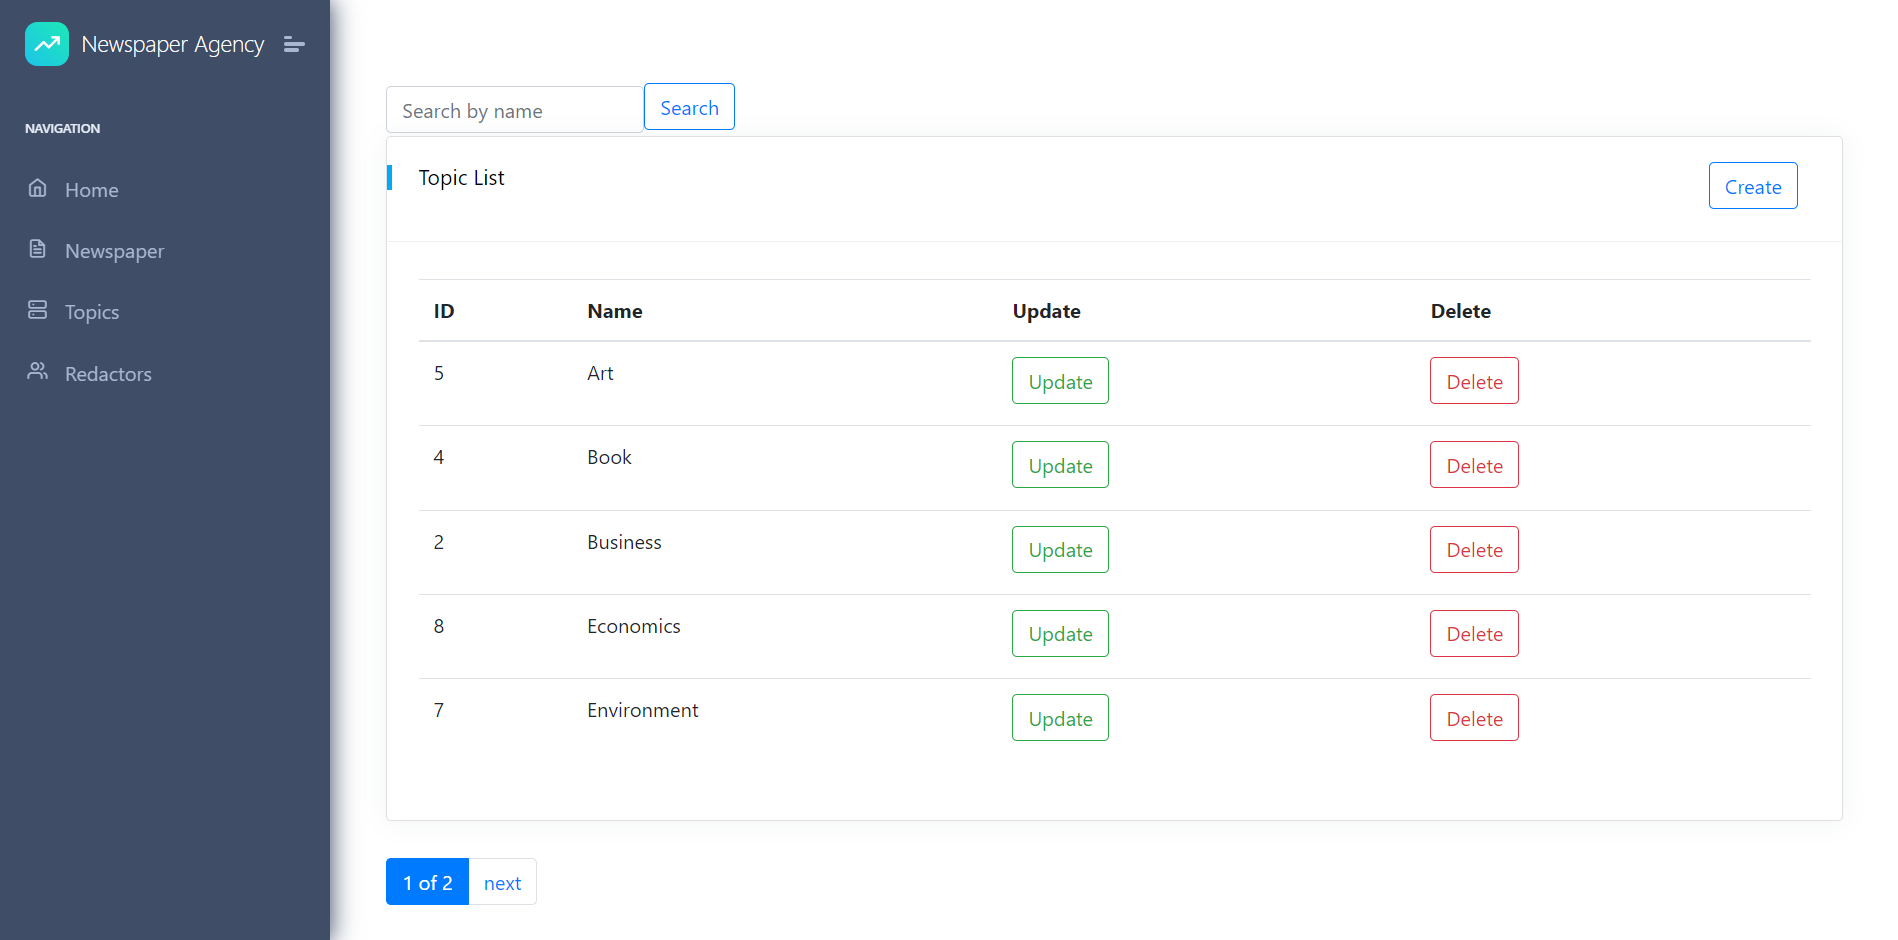 Newspaper Agency
NAVIGATION
Home
Newspaper
Topics
Redactors
Search by name Search
Topic List Create
ID Name Update Delete
5 Art Update Delete
4 Book Update Delete
2 Business Update Delete
8 Economics Update Delete
7 Environment Update Delete
1 of 2 next